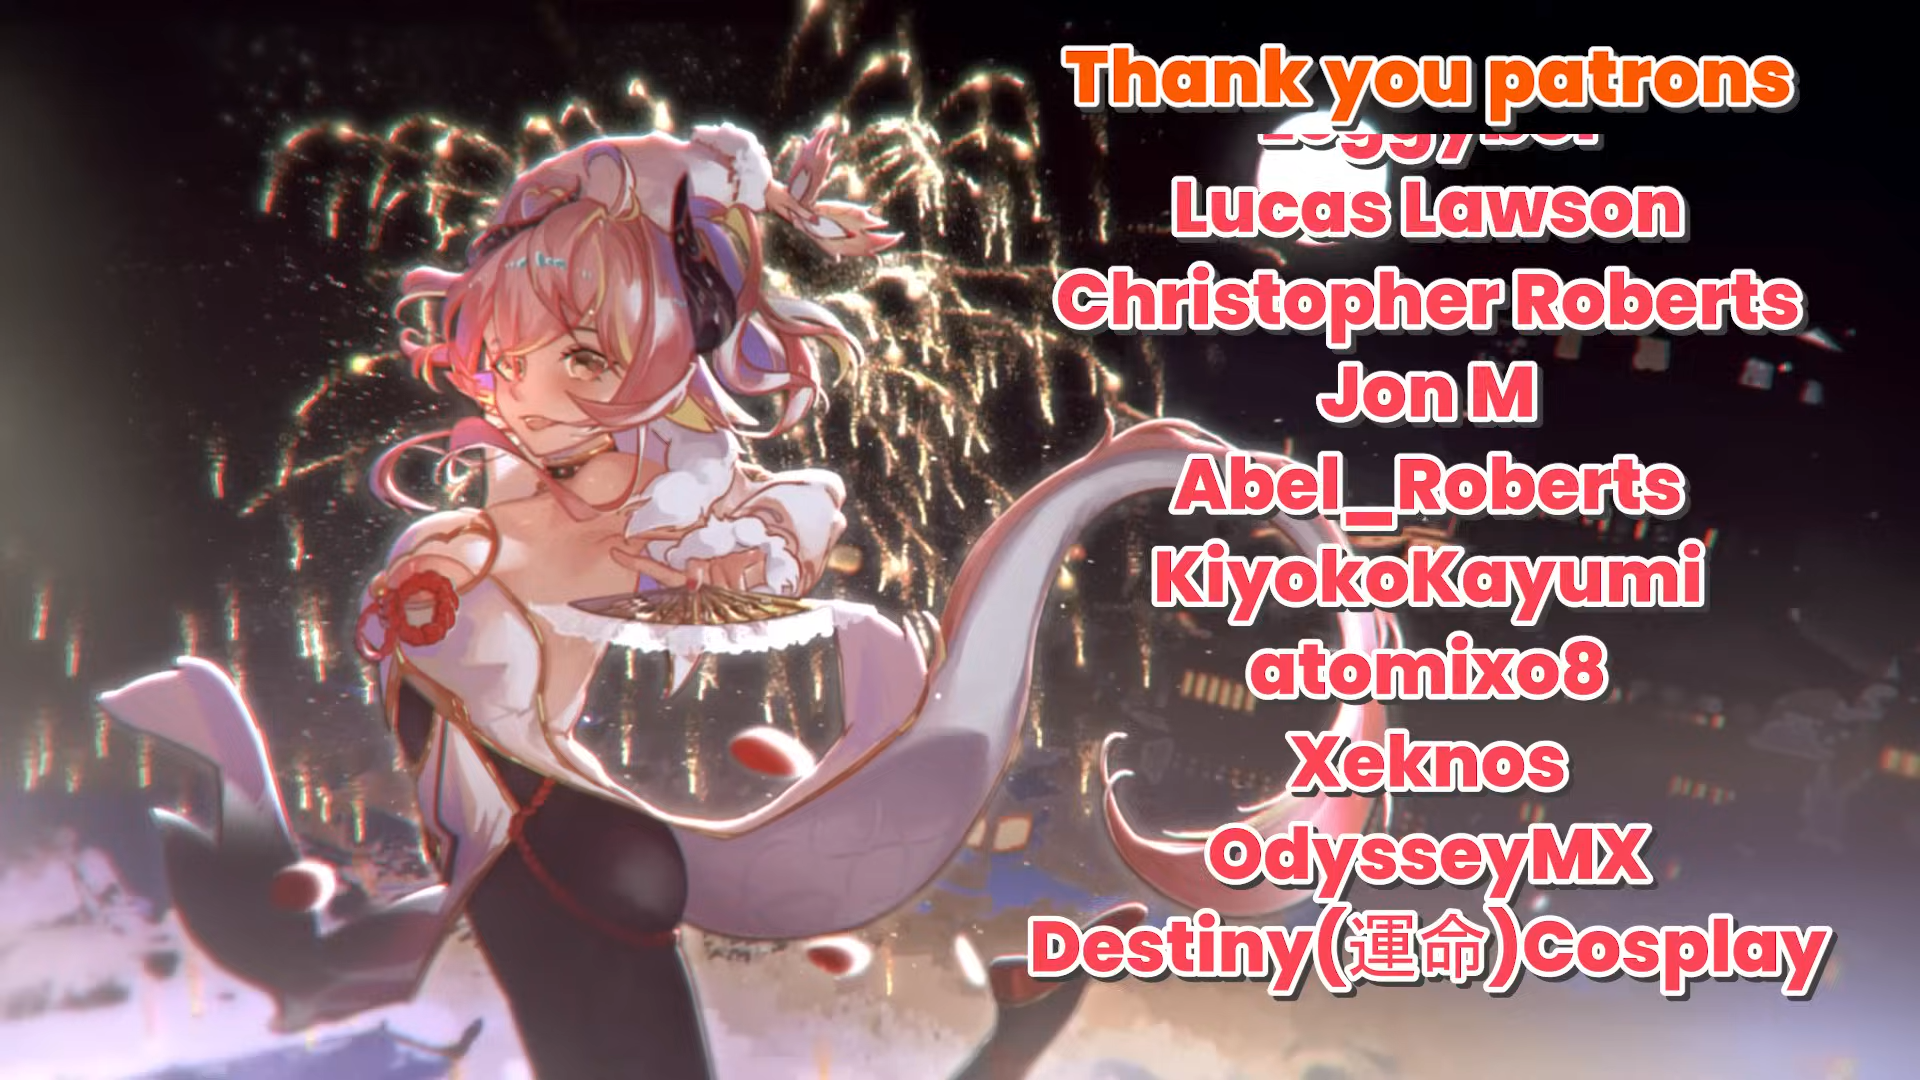 Thank you patrons
Lucas Lawson
Christopher Roberts
Jon M
Abel_Roberts
KiyokoKayumi
atomixo8
Xeknos
OdysseyMX
Destiny(運命)Cosplay